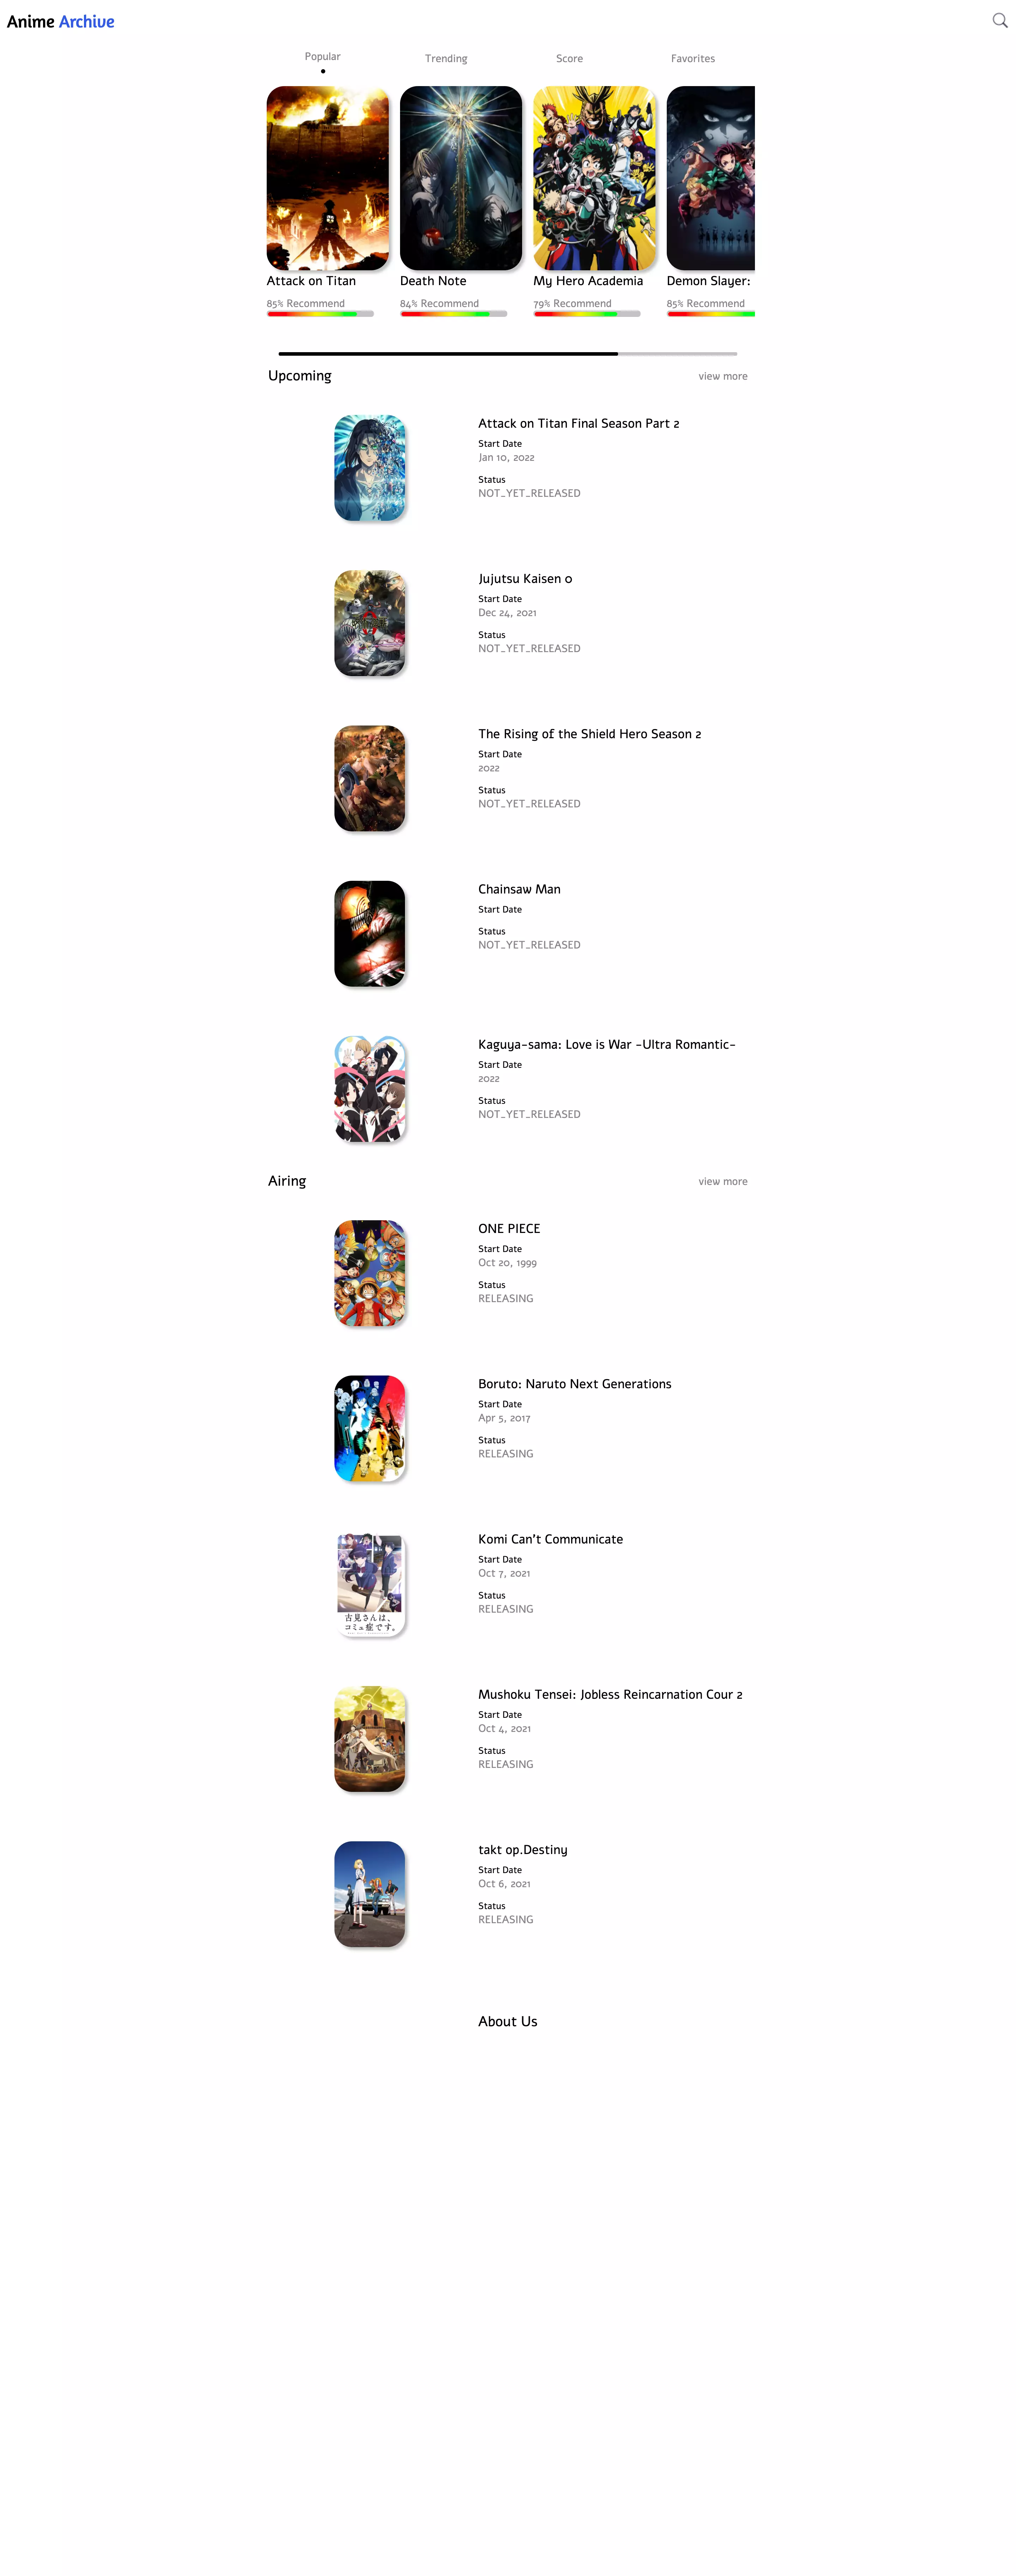 Anime Archive
Popular
Trending
Score
Favorites
Attack on Titan
Death Note
My Hero Academia
Demon Slayer:
85% Recommend
84% Recommend
79% Recommend
85% Recommend
Upcoming
view more
Attack on Titan Final Season Part 2
Start Date
Jan 10, 2022
Status
NOT_YET_RELEASED
Jujutsu Kaisen 0
Start Date
Dec 24, 2021
Status
NOT_YET_RELEASED
The Rising of the Shield Hero Season 2
Start Date
2022
Status
NOT_YET_RELEASED
Chainsaw Man
Start Date
Status
NOT_YET_RELEASED
Kaguya-sama: Love is War -Ultra Romantic-
Start Date
2022
Status
NOT_YET_RELEASED
Airing
view more
ONE PIECE
Start Date
Oct 20, 1999
Status
RELEASING
Boruto: Naruto Next Generations
Start Date
Apr 5, 2017
Status
RELEASING
Komi Can't Communicate
Start Date
Oct 7, 2021
Status
RELEASING
古見さんは、
コミュ症です。
Mushoku Tensei: Jobless Reincarnation Cour 2
Start Date
Oct 4, 2021
Status
RELEASING
takt op.Destiny
Start Date
Oct 6, 2021
Status
RELEASING
About Us